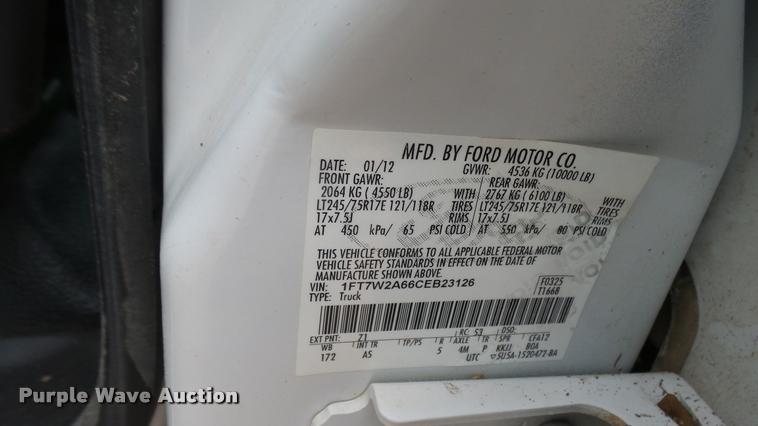 MFD. BY FORD MOTOR CO.
DATE: 01/12 GVWR: 4536 KG (10000 LB)
FRONT GAWR: REAR GAWR:
2064 KG (4550 LB) WITH 2767 KG (6100 LB) WITH
LT245/75R17E 121/118R TIRES LT245/75R17E 121/118R TIRES
17x7.5J RIMS 17x7.5J RIMS
AT 450 kPa/ 65 PSI COLD AT 550 kPa/ 80 PSI COLD
THIS VEHICLE CONFORMS TO ALL APPLICABLE FEDERAL MOTOR
VEHICLE SAFETY STANDARDS IN EFFECT ON THE DATE OF
MANUFACTURE SHOWN ABOVE.
VIN: 1FT7W2A66CEB23126 F0325
TYPE: Truck T1668
EXT PNT: Z1 RC: 53 DSO:
WB INT TR TP/PS R AXLE TR SPR CFA12
172 AS 5 4M P KKJJ BOA
UTC 5U5A-1520472-BA
Purple Wave Auction